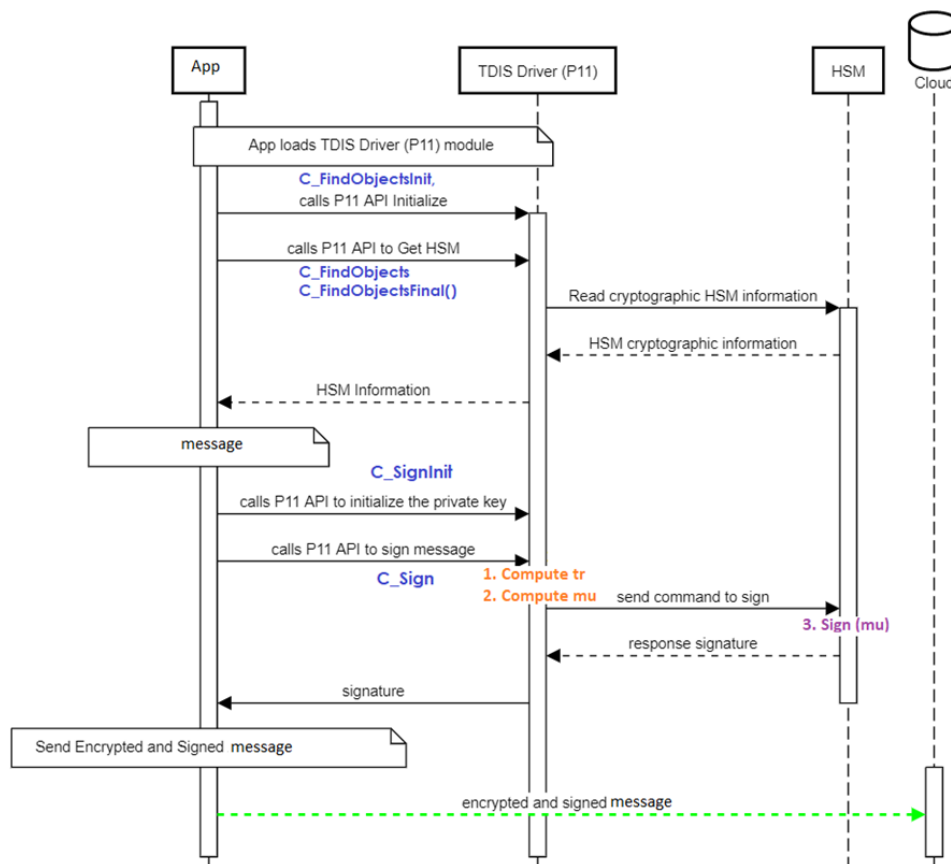 App
TDIS Driver (P11)
HSM
Cloud
App loads TDIS Driver (P11) module
C_FindObjectsInit,
calls P11 API Initialize
calls P11 API to Get HSM
C_FindObjects
C_FindObjectsFinal()
Read cryptographic HSM information
HSM cryptographic information
HSM Information
message
C_SignInit
calls P11 API to initialize the private key
calls P11 API to sign message
C_Sign
1. Compute tr
2. Compute mu
send command to sign
3. Sign (mu)
response signature
signature
Send Encrypted and Signed message
encrypted and signed message